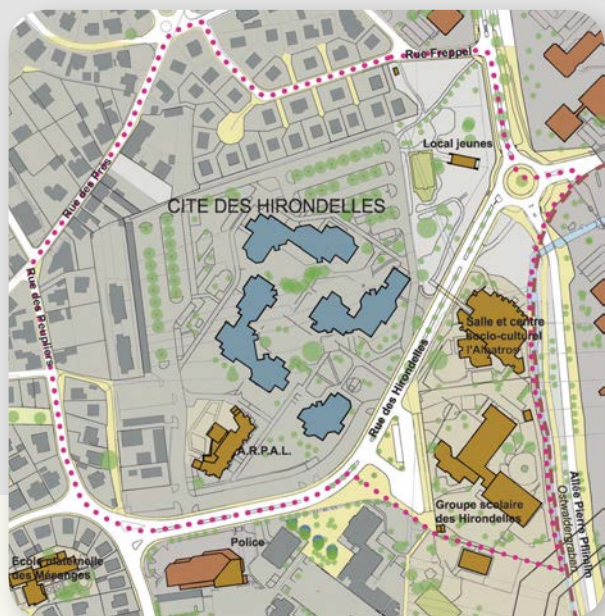 Rue Freppel
Local jeunes
Rue des Prés
CITE DES HIRONDELLES
Rue des Peupliers
Salle et centre
socio-culturel
l'Albatros
Rue des Hirondelles
A.R.P.A.L.
Groupe scolaire
des Hirondelles
Allée Pierre Pflimlin
Ostwaldergraben
Police
Ecole maternelle
des Mésanges